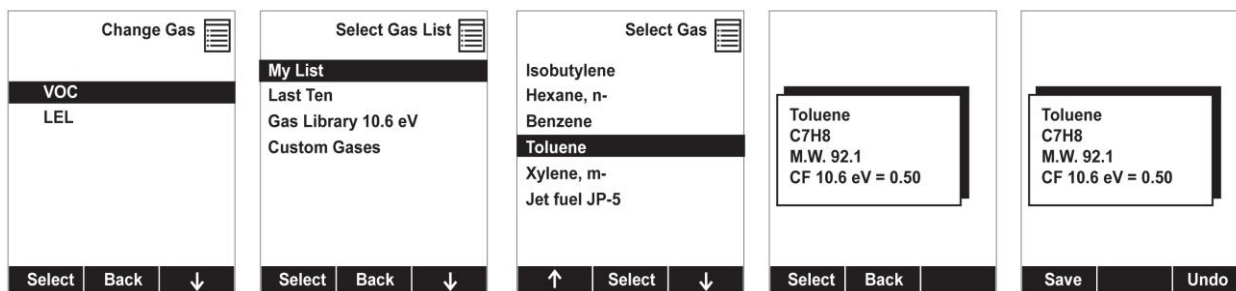 Change Gas
VOC
LEL
Select Back ↓
Select Gas List
My List
Last Ten
Gas Library 10.6 eV
Custom Gases
Select Back ↓
Select Gas
Isobutylene
Hexane, n-
Benzene
Toluene
Xylene, m-
Jet fuel JP-5
↑ Select ↓
Toluene
C7H8
M.W. 92.1
CF 10.6 eV = 0.50
Select Back
Toluene
C7H8
M.W. 92.1
CF 10.6 eV = 0.50
Save Undo